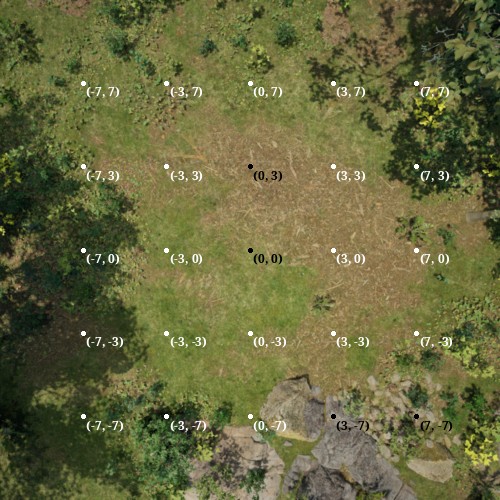 (-7, 7) (-3, 7) (0, 7) (3, 7) (7, 7)
(-7, 3) (-3, 3) (0, 3) (3, 3) (7, 3)
(-7, 0) (-3, 0) (0, 0) (3, 0) (7, 0)
(-7, -3) (-3, -3) (0, -3) (3, -3) (7, -3)
(-7, -7) (-3, -7) (0, -7) (3, -7) (7, -7)